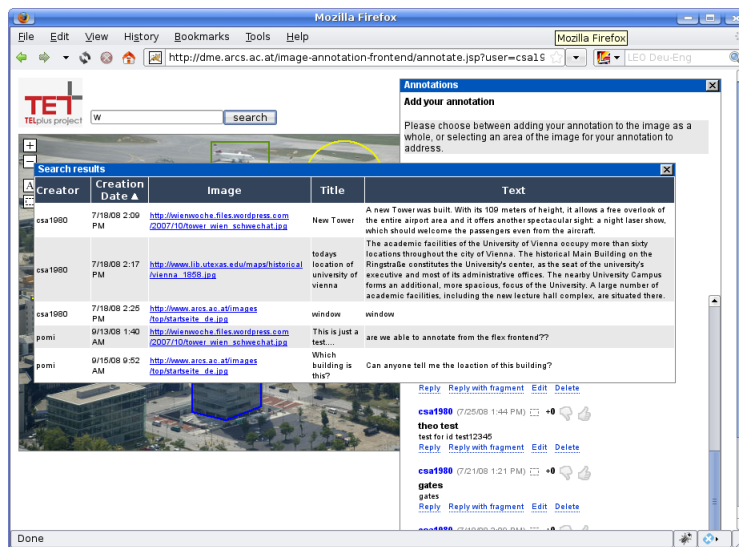 Mozilla Firefox
File Edit View History Bookmarks Tools Help
Mozilla Firefox
http://dme.arcs.ac.at/image-annotation-frontend/annotate.jsp?user=csa19
LEO Deu-Eng
TEL
TELplus project
w
search
Annotations
Add your annotation
Please choose between adding your annotation to the image as a
whole, or selecting an area of the image for your annotation to
address.
Search results
Creator Creation Date ▲ Image Title Text
csa1980 7/18/08 2:09 PM http://wienwoche.files.wordpress.com/2007/10/tower_wien_schwechat.jpg New Tower A new Tower was built. With its 109 meters of height, it allows a free overlook of the entire airport area and it offers another spectacular sight: a night laser show, which should welcome the passengers even from the aircraft.
csa1980 7/18/08 2:17 PM http://www.lib.utexas.edu/maps/historical/vienna_1858.jpg todays location of university of vienna The academic facilities of the University of Vienna occupy more than sixty locations throughout the city of Vienna. The historical Main Building on the Ringstraße constitutes the University's center, as the seat of the university's executive and most of its administrative offices. The nearby University Campus forms an additional, more spacious, focus of the University. A large number of academic facilities, including the new lecture hall complex, are situated there.
csa1980 7/18/08 2:25 PM http://www.arcs.ac.at/images/top/startseite_de.jpg window window
pomi 9/13/08 1:40 AM http://wienwoche.files.wordpress.com/2007/10/tower_wien_schwechat.jpg This is just a test.... are we able to annotate from the flex frontend??
pomi 9/15/08 9:52 AM http://www.arcs.ac.at/images/top/startseite_de.jpg Which building is this? Can anyone tell me the loaction of this building?
Reply Reply with fragment Edit Delete
csa1980 (7/25/08 1:44 PM) +0
theo test
test for id test12345
Reply Reply with fragment Edit Delete
csa1980 (7/21/08 1:21 PM) +0
gates
gates
Reply Reply with fragment Edit Delete
Done